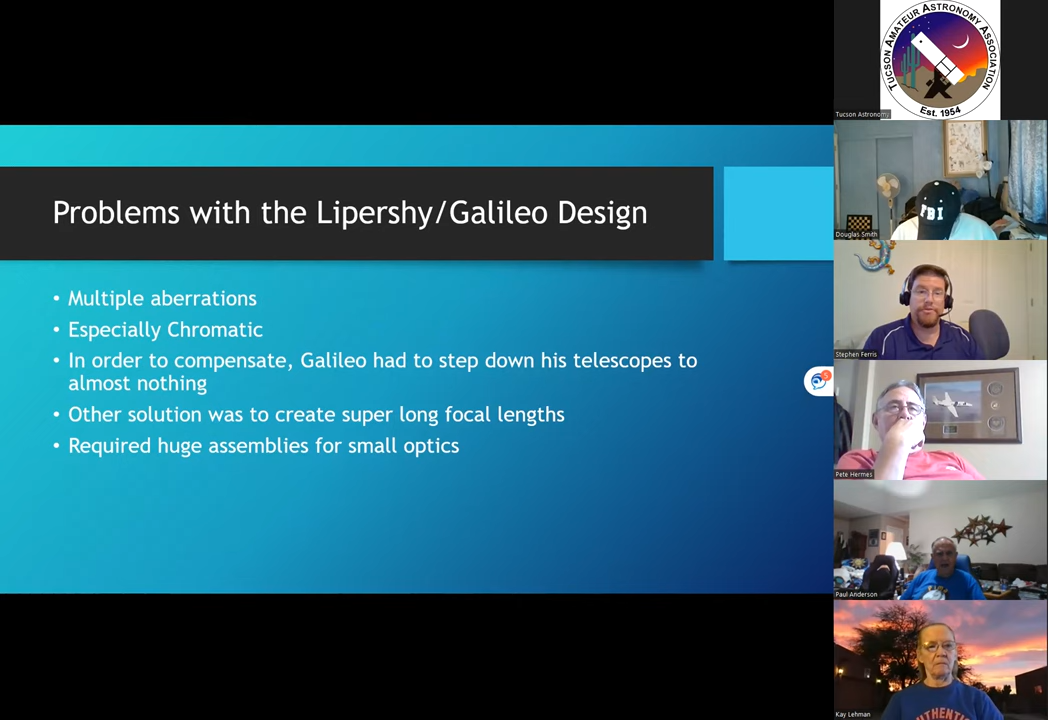 Problems with the Lipershy/Galileo Design
• Multiple aberrations
• Especially Chromatic
• In order to compensate, Galileo had to step down his telescopes to
almost nothing
• Other solution was to create super long focal lengths
• Required huge assemblies for small optics
TUCSON AMATEUR ASTRONOMY ASSOCIATION
Est. 1954
Tucson Astronomy
FBI
Douglas Smith
Stephen Ferris
Pete Hermes
Paul Anderson
AUTHENTI
Kay Lehman